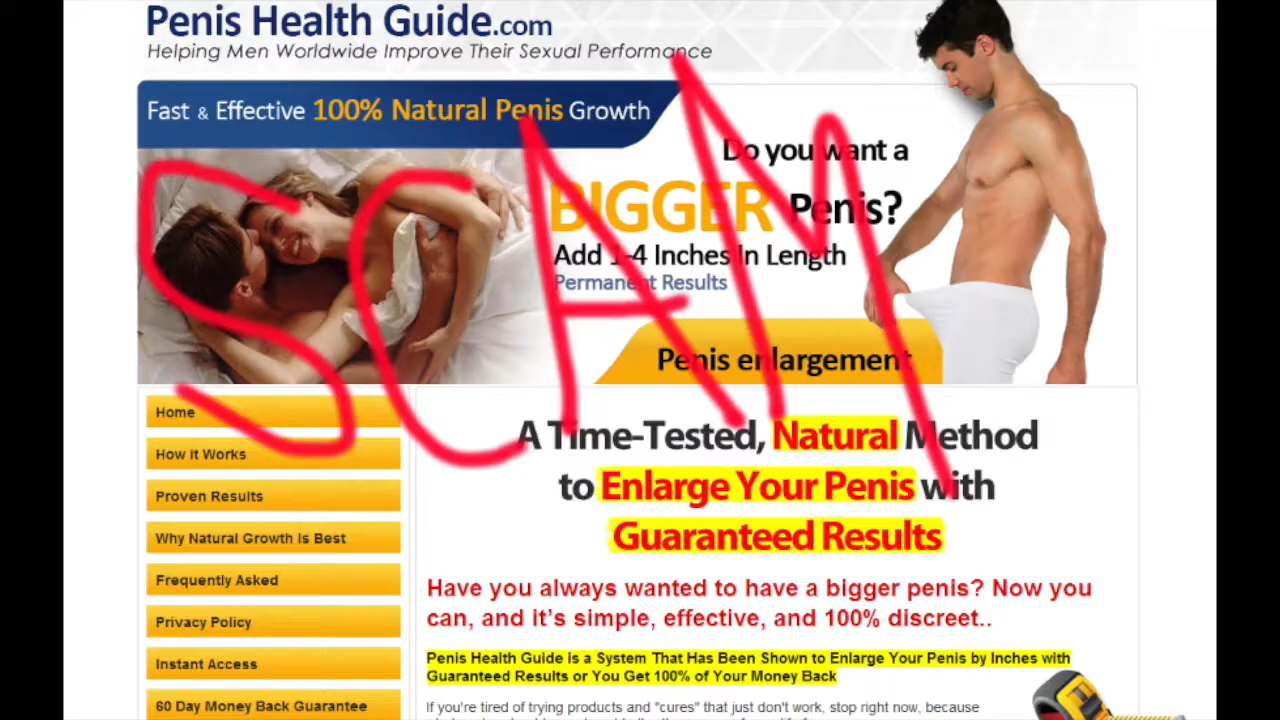 Penis Health Guide.com
Helping Men Worldwide Improve Their Sexual Performance
Fast & Effective 100% Natural Penis Growth
Do you want a
BIGGER Penis?
Add 1-4 Inches In Length
Permanent Results
Penis enlargement
SCAM
Home
How it Works
Proven Results
Why Natural Growth Is Best
Frequently Asked
Privacy Policy
Instant Access
60 Day Money Back Guarantee
A Time-Tested, Natural Method
to Enlarge Your Penis with
Guaranteed Results
Have you always wanted to have a bigger penis? Now you
can, and it's simple, effective, and 100% discreet..
Penis Health Guide is a System That Has Been Shown to Enlarge Your Penis by Inches with
Guaranteed Results or You Get 100% of Your Money Back
If you're tired of trying products and "cures" that just don't work, stop right now, because